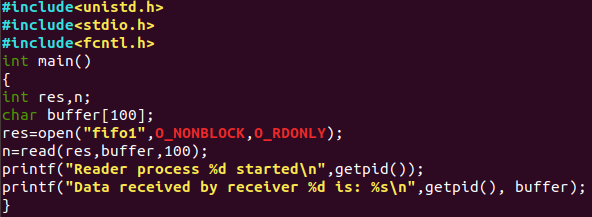 #include<unistd.h>
#include<stdio.h>
#include<fcntl.h>
int main()
{
int res,n;
char buffer[100];
res=open("fifo1",O_NONBLOCK,O_RDONLY);
n=read(res,buffer,100);
printf("Reader process %d started\n",getpid());
printf("Data received by receiver %d is: %s\n",getpid(), buffer);
}